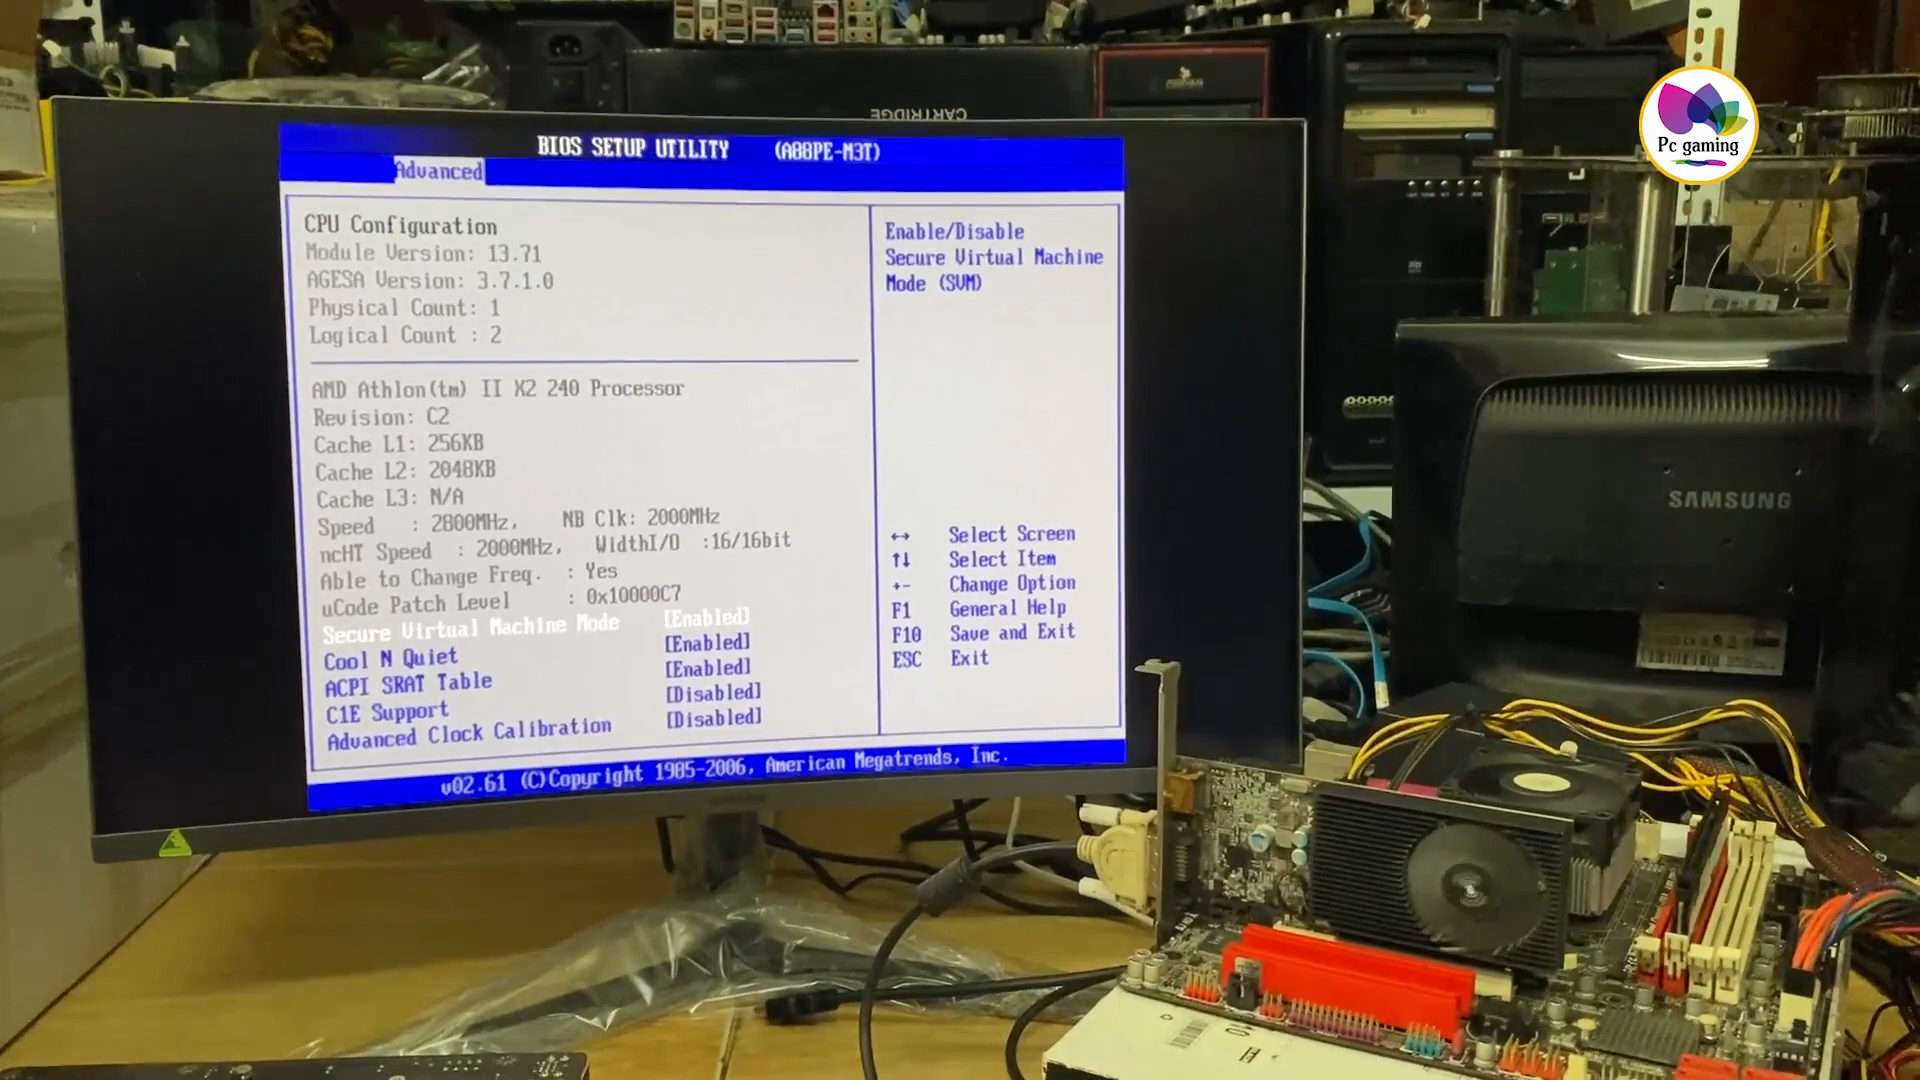 BIOS SETUP UTILITY (A88PE-M3T)
Advanced
CPU Configuration
Module Version: 13.71
AGESA Version: 3.7.1.0
Physical Count: 1
Logical Count : 2
AMD Athlon(tm) II X2 240 Processor
Revision: C2
Cache L1: 256KB
Cache L2: 2048KB
Cache L3: N/A
Speed : 2800MHz, NB Clk: 2000MHz
ncHT Speed : 2000MHz, WidthI/O :16/16bit
Able to Change Freq. : Yes
uCode Patch Level : 0x10000C7
Secure Virtual Machine Mode [Enabled]
Cool N Quiet [Enabled]
ACPI SRAT Table [Enabled]
C1E Support [Disabled]
Advanced Clock Calibration [Disabled]
Enable/Disable
Secure Virtual Machine
Mode (SVM)
↔ Select Screen
↑↓ Select Item
+- Change Option
F1 General Help
F10 Save and Exit
ESC Exit
v02.61 (C)Copyright 1985-2006, American Megatrends, Inc.
CARTRIDGE
Pc gaming
SAMSUNG